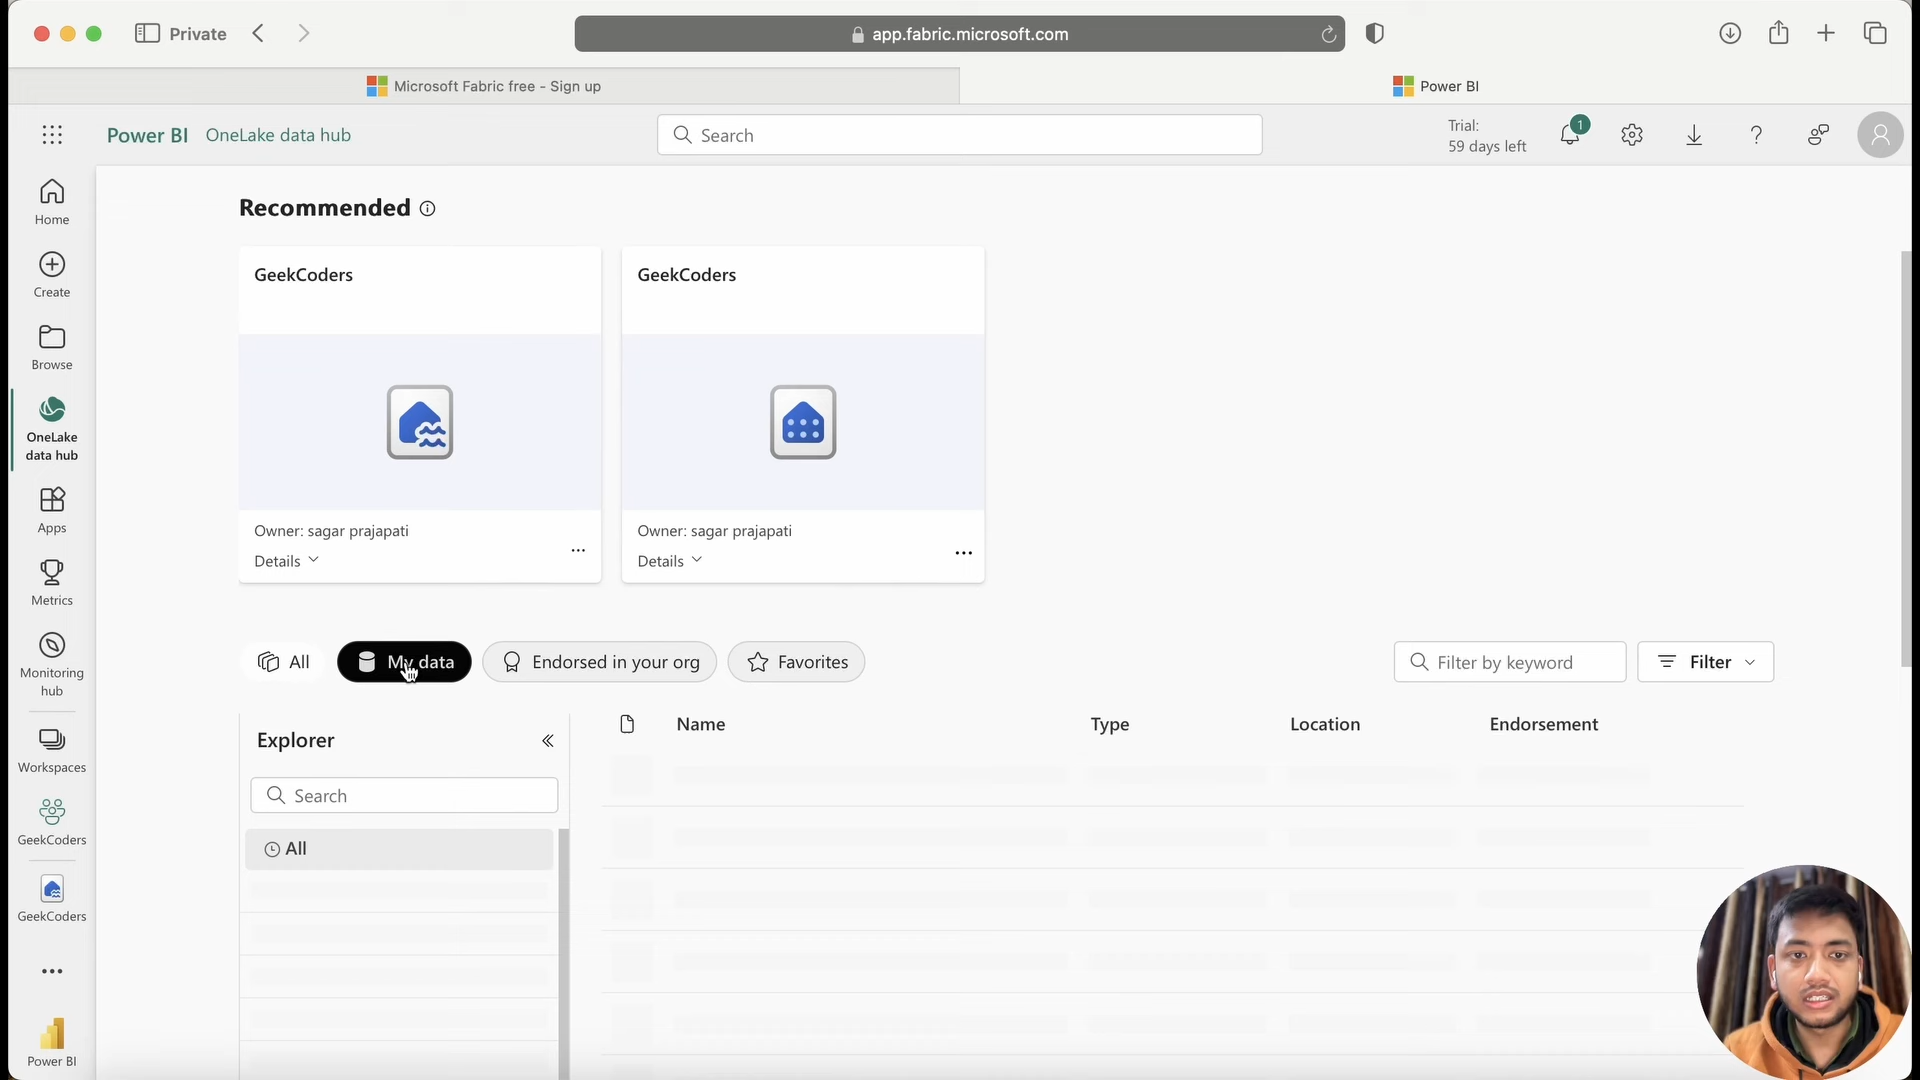 Private
app.fabric.microsoft.com
Microsoft Fabric free - Sign up
Power BI
Power BI
OneLake data hub
Search
Trial:
59 days left
1
Home
Create
Browse
OneLake
data hub
Apps
Metrics
Monitoring
hub
Workspaces
GeekCoders
GeekCoders
Power BI
Recommended
GeekCoders
Owner: sagar prajapati
Details
GeekCoders
Owner: sagar prajapati
Details
All
My data
Endorsed in your org
Favorites
Filter by keyword
Filter
Explorer
Search
All
Name
Type
Location
Endorsement